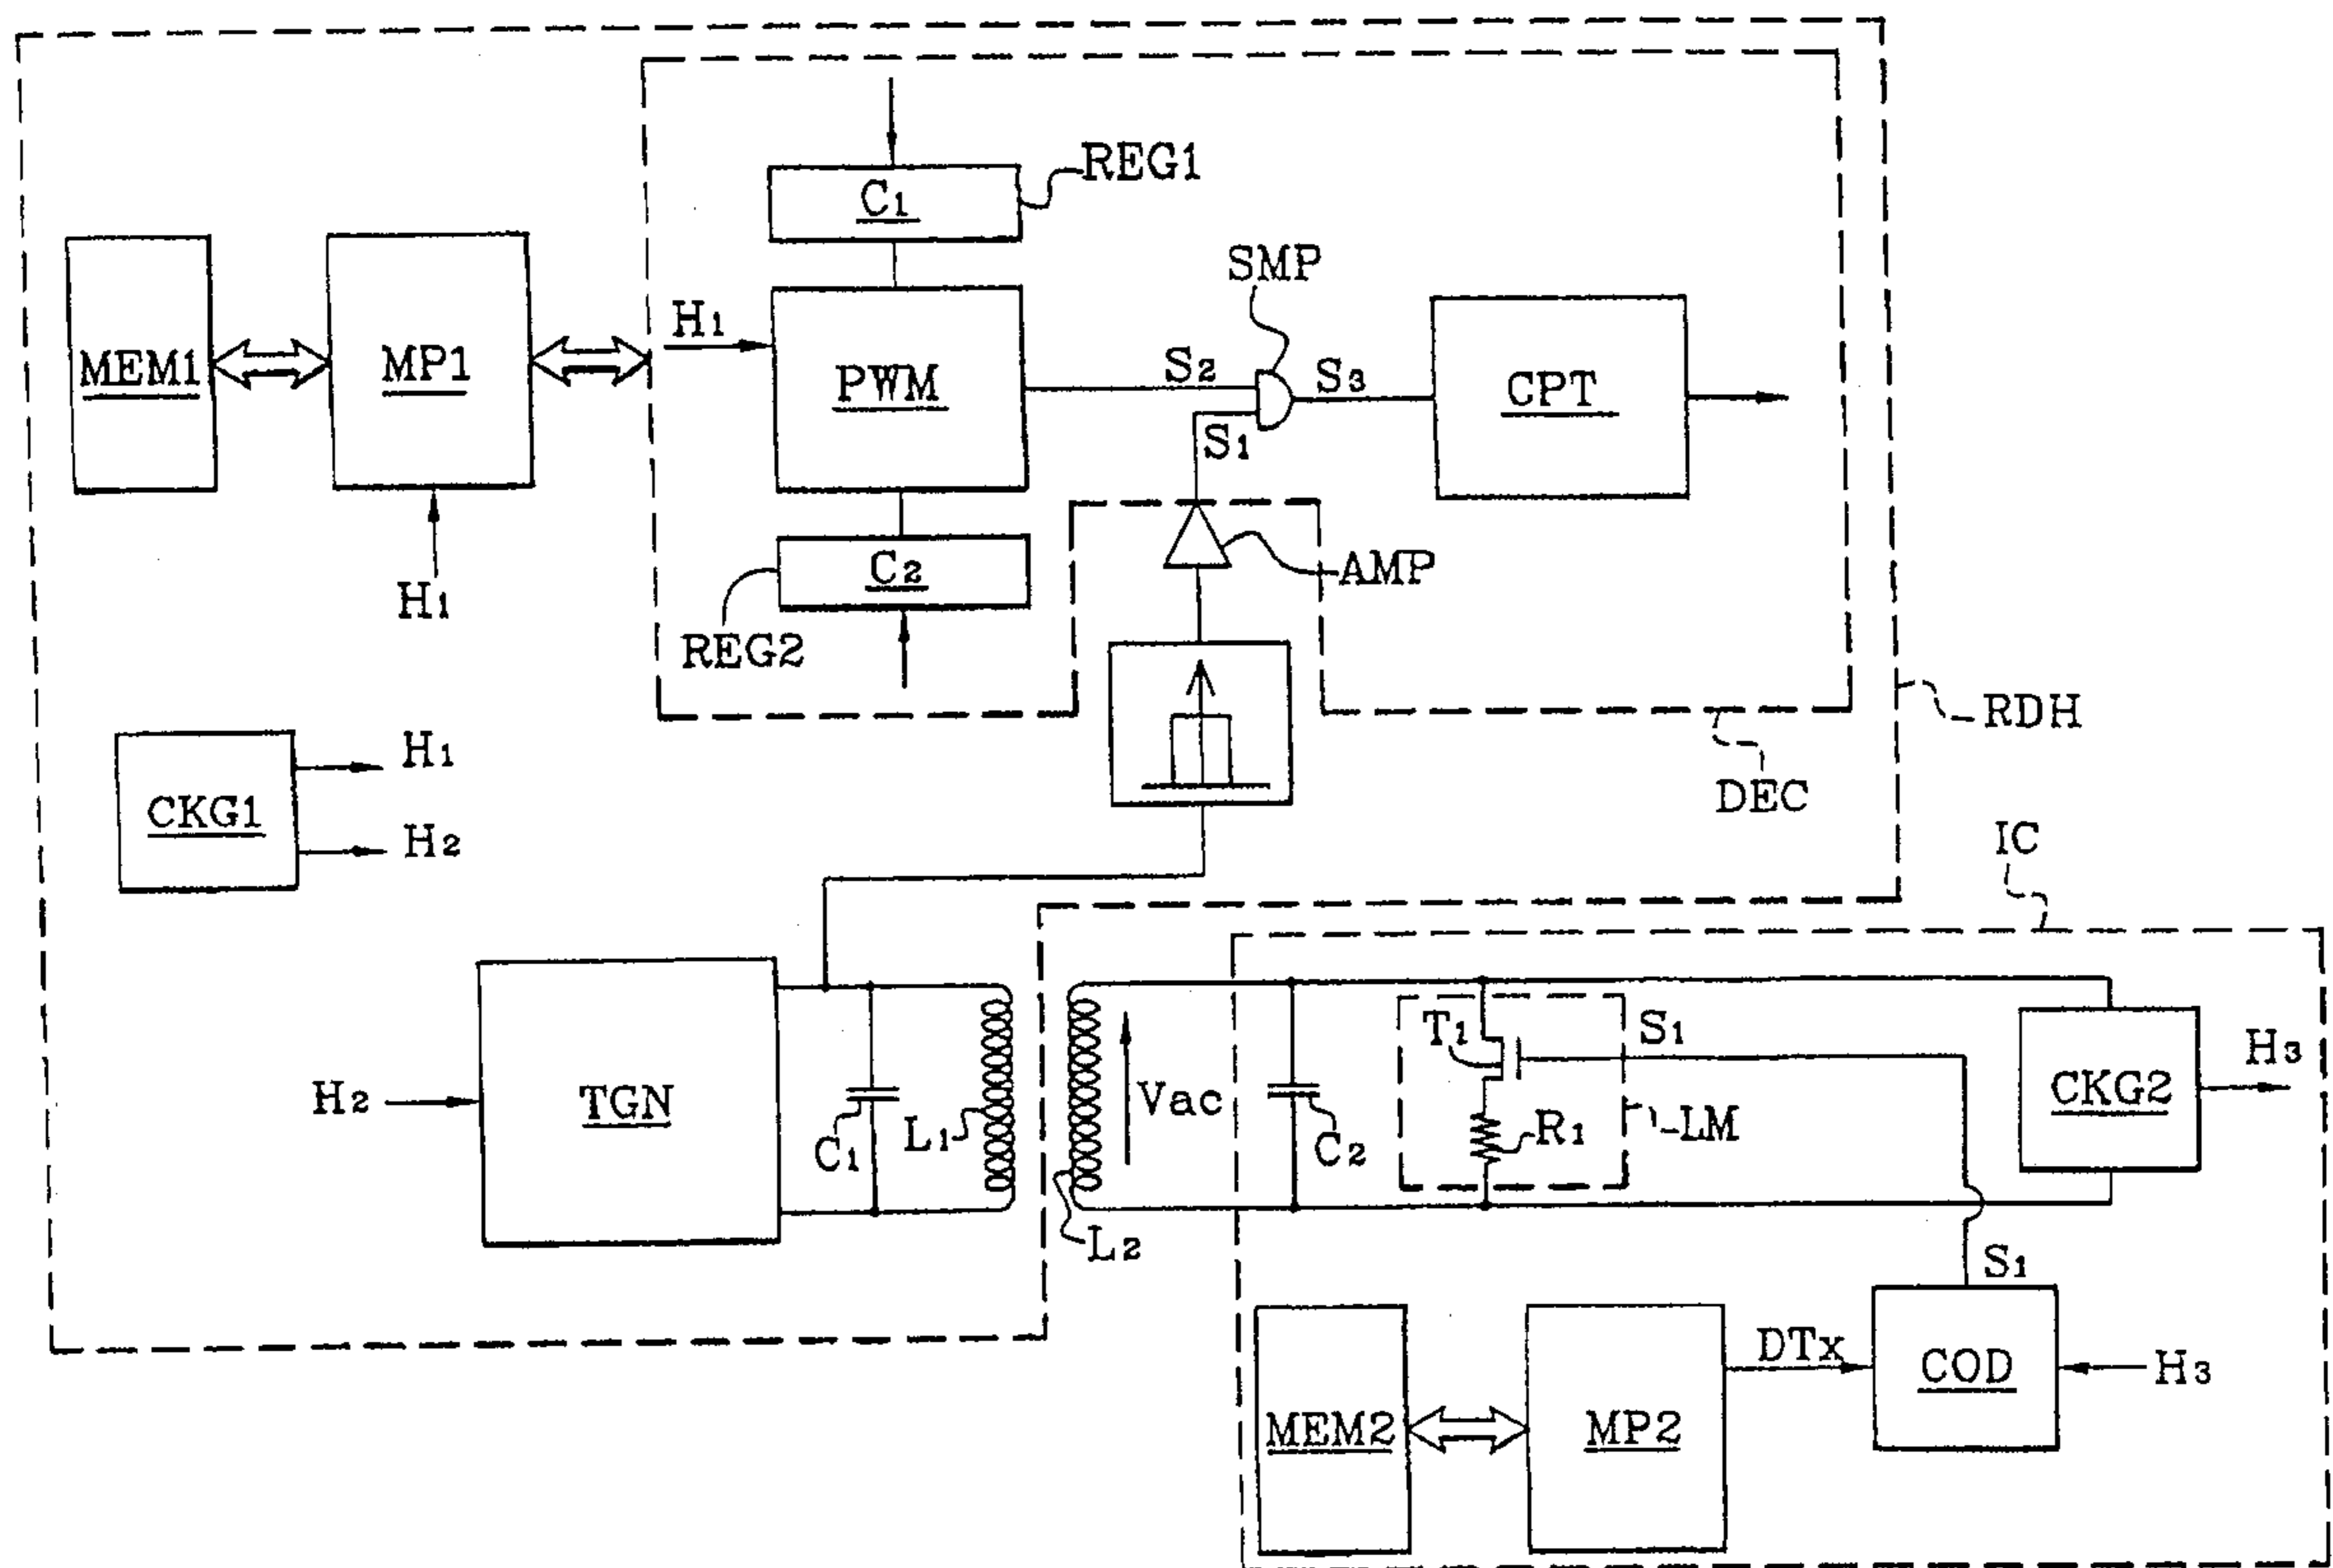 REG1
C1
SMP
H1
MEM1
MP1
PWM
S2
S3
CPT
S1
C2
AMP
H1
REG2
RDH
H1
DEC
CKG1
H2
IC
T1
S1
H3
H2
TGN
Vac
CKG2
C1
L1
C2
R1
LM
L2
S1
DTx
COD
H3
MEM2
MP2